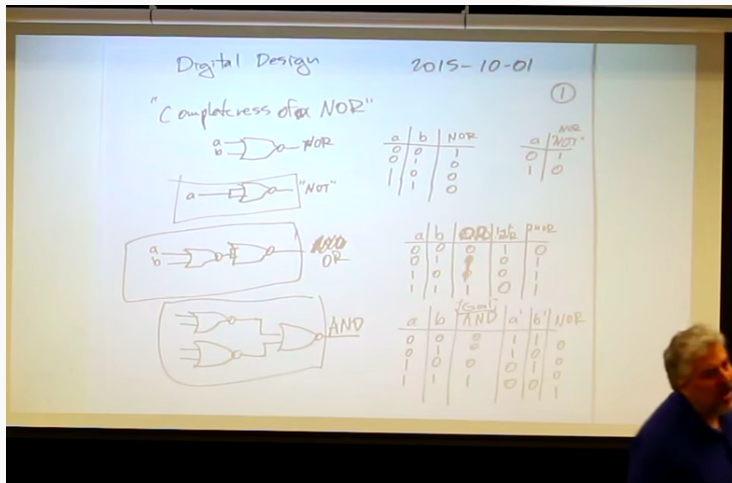 Digital Design 2015-10-01
①
"Completeness of a NOR"
a
b
NOR
a b NOR
0 0 1
0 1 0
1 0 0
1 1 0
NOR
a "NOT"
0 1
1 0
a "NOT"
a
b
OR
a b OR 1st NOR 2NOR
0 0 0 1 0
0 1 1 0 1
1 0 1 0 1
1 1 1 0 1
AND
(Goal)
a b AND a' b' NOR
0 0 0 1 1 0
0 1 0 1 0 0
1 0 0 0 1 0
1 1 1 0 0 1